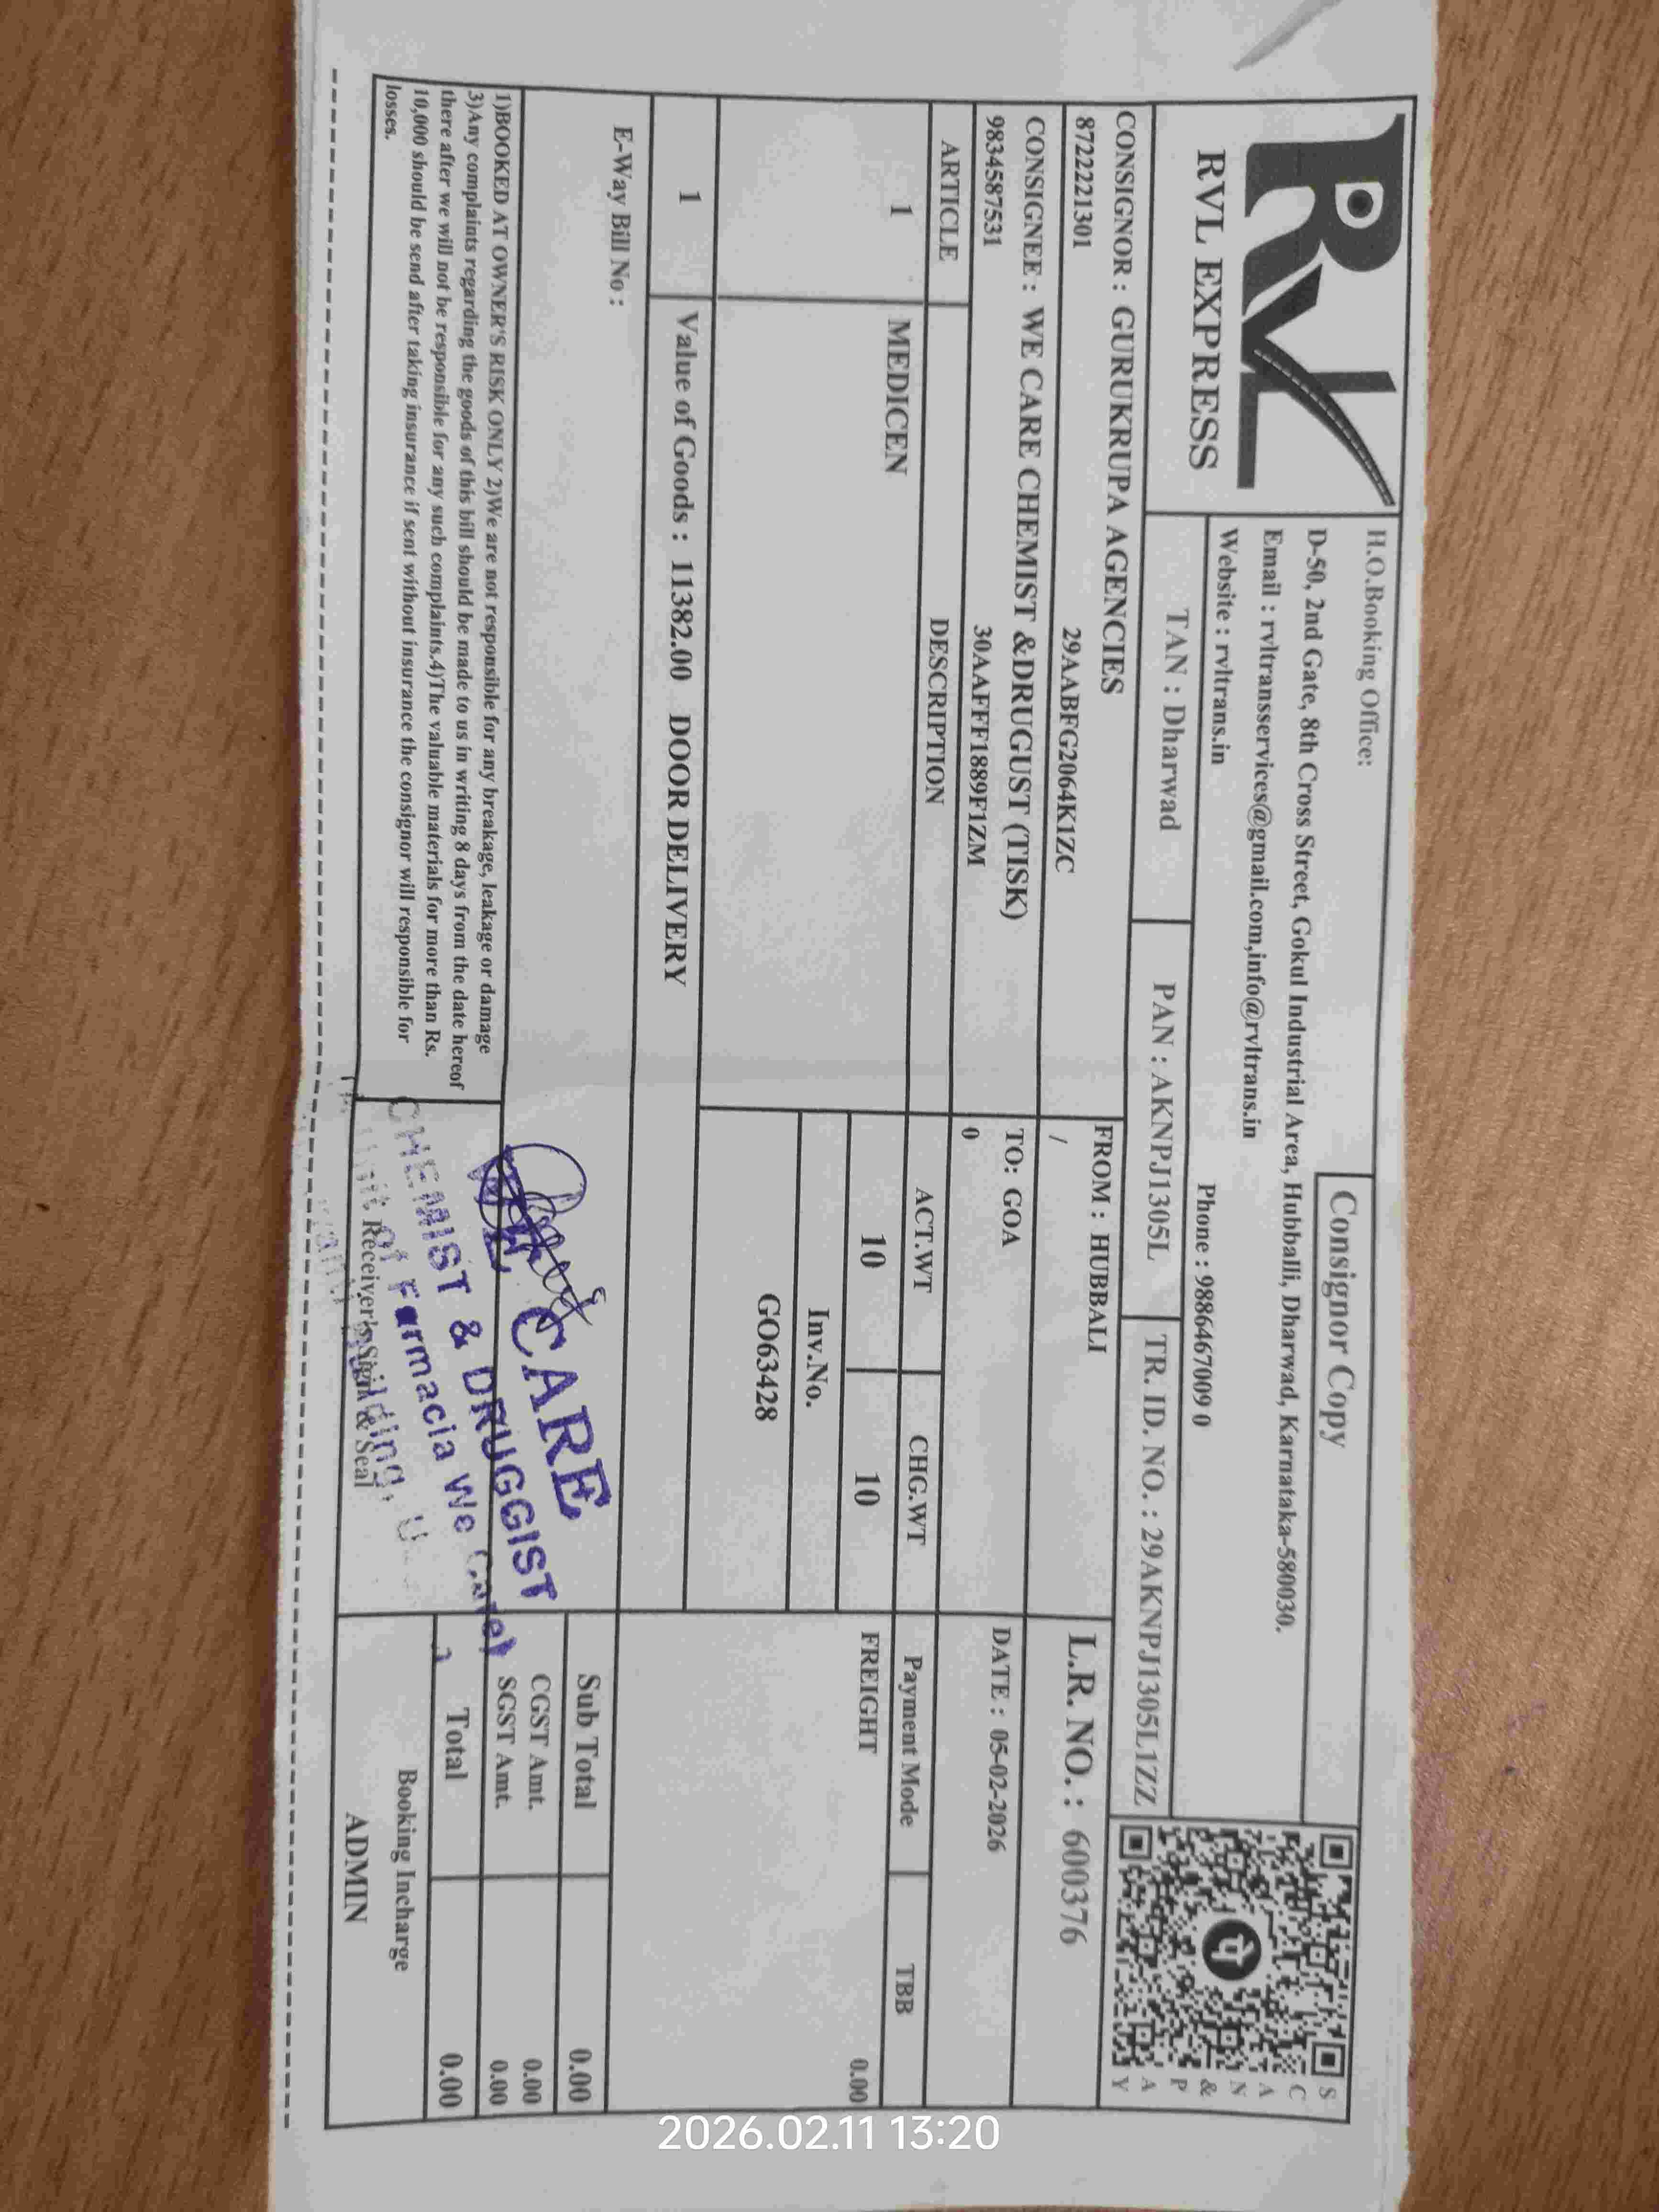 RVL EXPRESS
H.O.Booking Office:
Consignor Copy
D-50, 2nd Gate, 8th Cross Street, Gokul Industrial Area, Hubballi, Dharwad, Karnataka-580030.
Email : rvltransservices@gmail.com,info@rvltrans.in
Website : rvltrans.in
Phone : 9886467009 0
SCAN & PAY
TAN : Dharwad
PAN : AKNPJ1305L
TR. ID. NO. : 29AKNPJ1305L1ZZ
CONSIGNOR : GURUKRUPA AGENCIES
8722221301 29AABFG2064K1ZC
FROM : HUBBALI
/
L.R. NO. : 600376
CONSIGNEE : WE CARE CHEMIST &DRUGUST (TISK)
9834587531 30AAFFF1889F1ZM
TO: GOA
0
DATE : 05-02-2026
ARTICLE DESCRIPTION ACT.WT CHG.WT Payment Mode TBB
1 MEDICEN 10 10 FREIGHT 0.00
Inv.No.
GO63428
1 Value of Goods : 11382.00 DOOR DELIVERY
E-Way Bill No :
Sub Total 0.00
CGST Amt. 0.00
SGST Amt. 0.00
Total 0.00
1)BOOKED AT OWNER'S RISK ONLY 2)We are not responsible for any breakage, leakage or damage
3)Any complaints regarding the goods of this bill should be made to us in writing 8 days from the date hereof
there after we will not be responsible for any such complaints.4)The valuable materials for more than Rs.
10,000 should be send after taking insurance if sent without insurance the consignor will responsible for
losses.
WE CARE
CHEMIST & DRUGGIST
of Farmacia We Care)
Receiver's Sign & Seal
Booking Incharge
ADMIN
2026.02.11 13:20